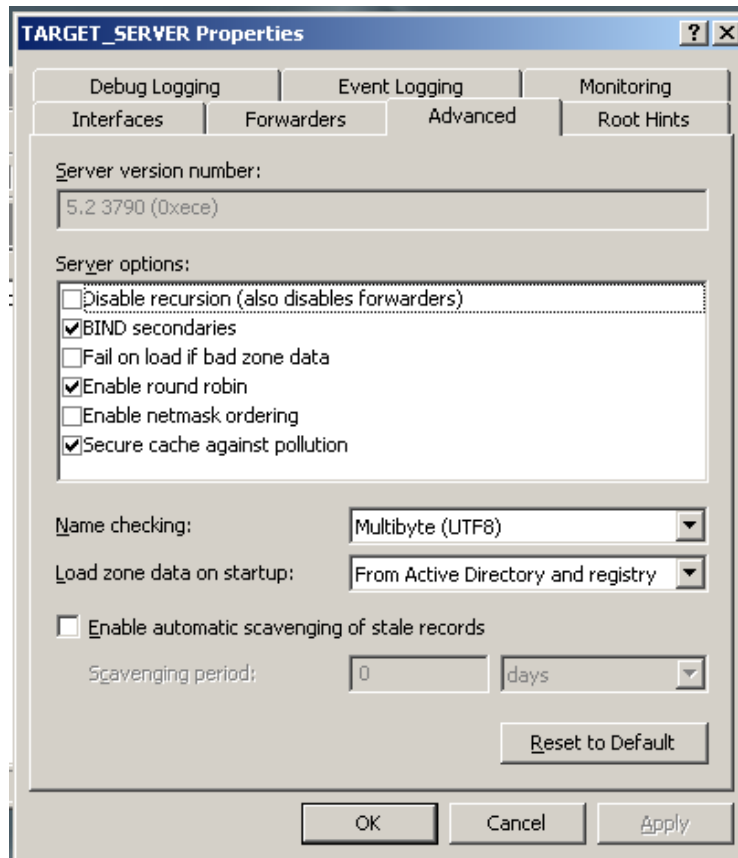 TARGET_SERVER Properties
Debug Logging Event Logging Monitoring
Interfaces Forwarders Advanced Root Hints
Server version number:
5.2 3790 (0xece)
Server options:
Disable recursion (also disables forwarders)
BIND secondaries
Fail on load if bad zone data
Enable round robin
Enable netmask ordering
Secure cache against pollution
Name checking: Multibyte (UTF8)
Load zone data on startup: From Active Directory and registry
Enable automatic scavenging of stale records
Scavenging period: 0 days
Reset to Default
OK Cancel Apply